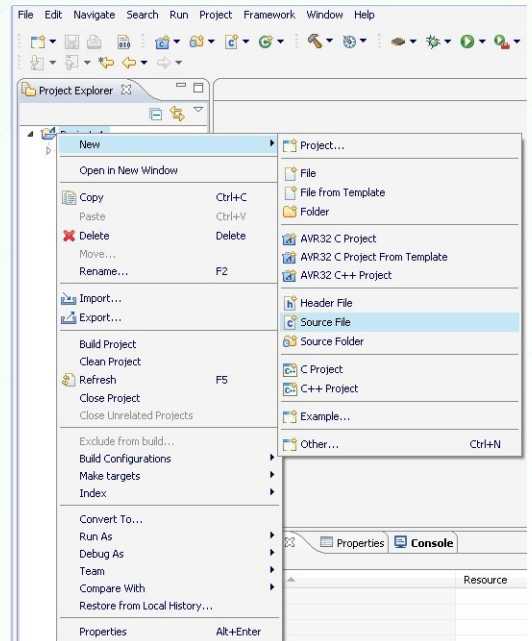 File Edit Navigate Search Run Project Framework Window Help
Project Explorer
New
Open in New Window
Copy Ctrl+C
Paste Ctrl+V
Delete Delete
Move...
Rename... F2
Import...
Export...
Build Project
Clean Project
Refresh F5
Close Project
Close Unrelated Projects
Exclude from build...
Build Configurations
Make targets
Index
Convert To...
Run As
Debug As
Team
Compare With
Restore from Local History...
Properties Alt+Enter
Project...
File
File from Template
Folder
AVR32 C Project
AVR32 C Project From Template
AVR32 C++ Project
Header File
Source File
Source Folder
C Project
C++ Project
Example...
Other... Ctrl+N
Properties Console
Resource